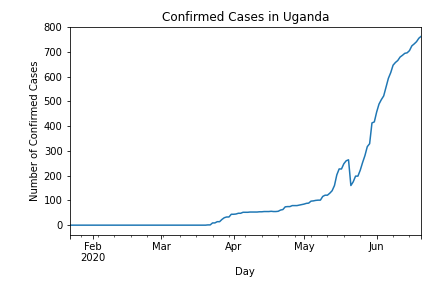 Confirmed Cases in Uganda
800
700
600
500
400
300
200
100
0
Number of Confirmed Cases
Feb
2020
Mar
Apr
May
Jun
Day